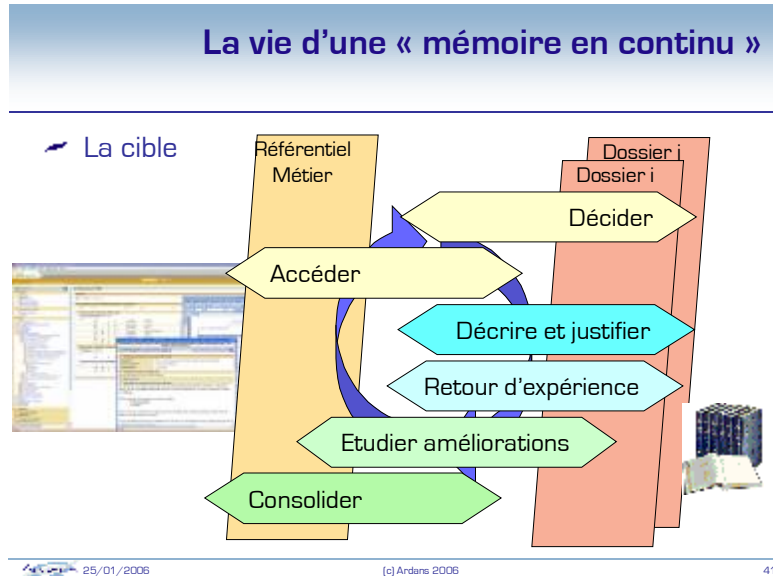 La vie d'une « mémoire en continu »
La cible
Référentiel
Métier
Dossier j
Dossier i
Décider
Accéder
Décrire et justifier
Retour d'expérience
Etudier améliorations
Consolider
25/01/2006
(c) Ardans 2006
41